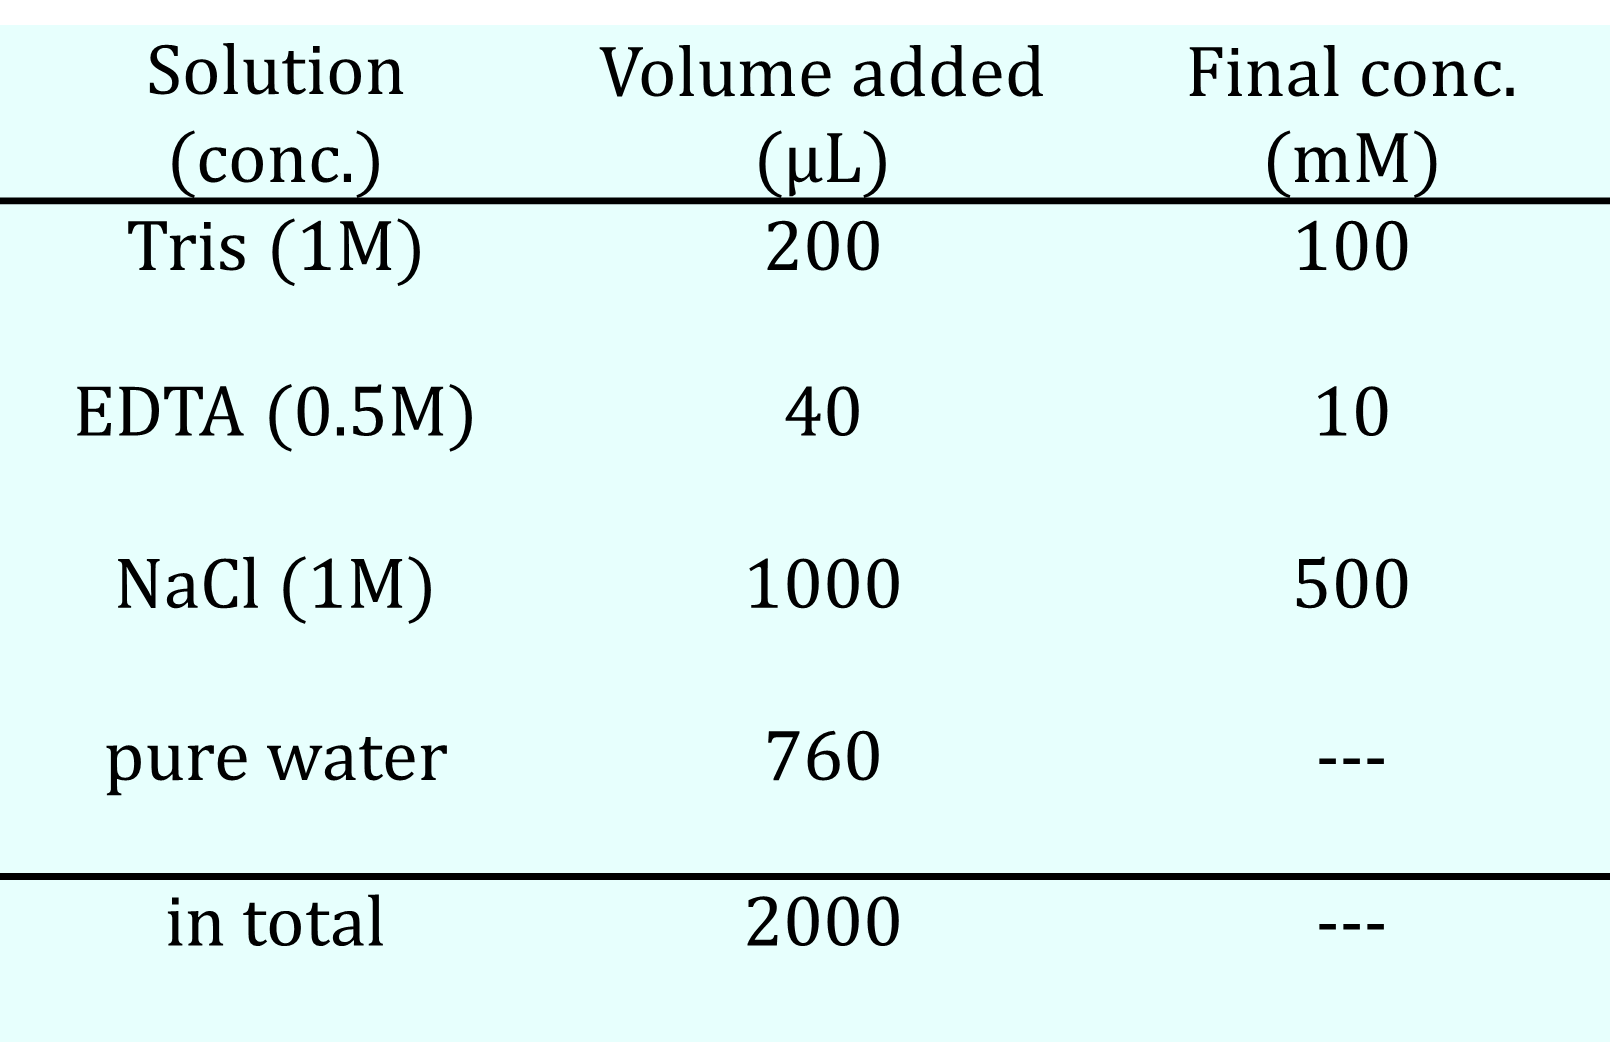 Solution Volume added Final conc.
(conc.) (μL) (mM)
Tris (1M) 200 100
EDTA (0.5M) 40 10
NaCl (1M) 1000 500
pure water 760 ---
in total 2000 ---